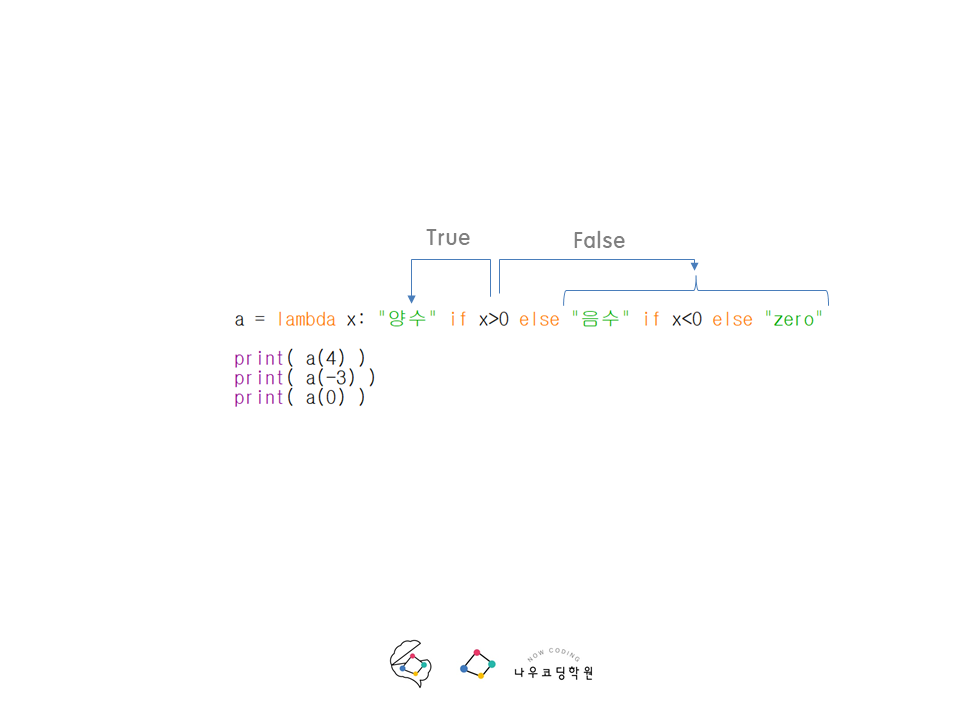 True
False
a = lambda x: "양수" if x>0 else "음수" if x<0 else "zero"
print( a(4) )
print( a(-3) )
print( a(0) )
NOW CODING
나우코딩학원